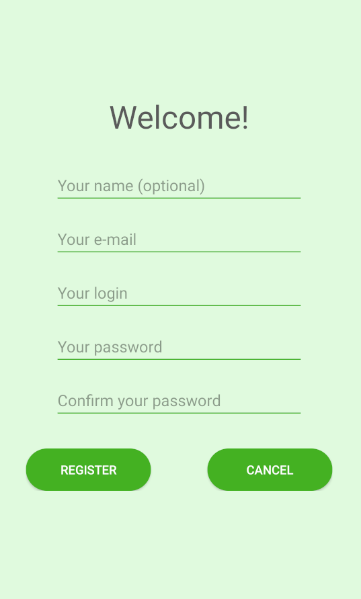 Welcome!
Your name (optional)
Your e-mail
Your login
Your password
Confirm your password
REGISTER
CANCEL